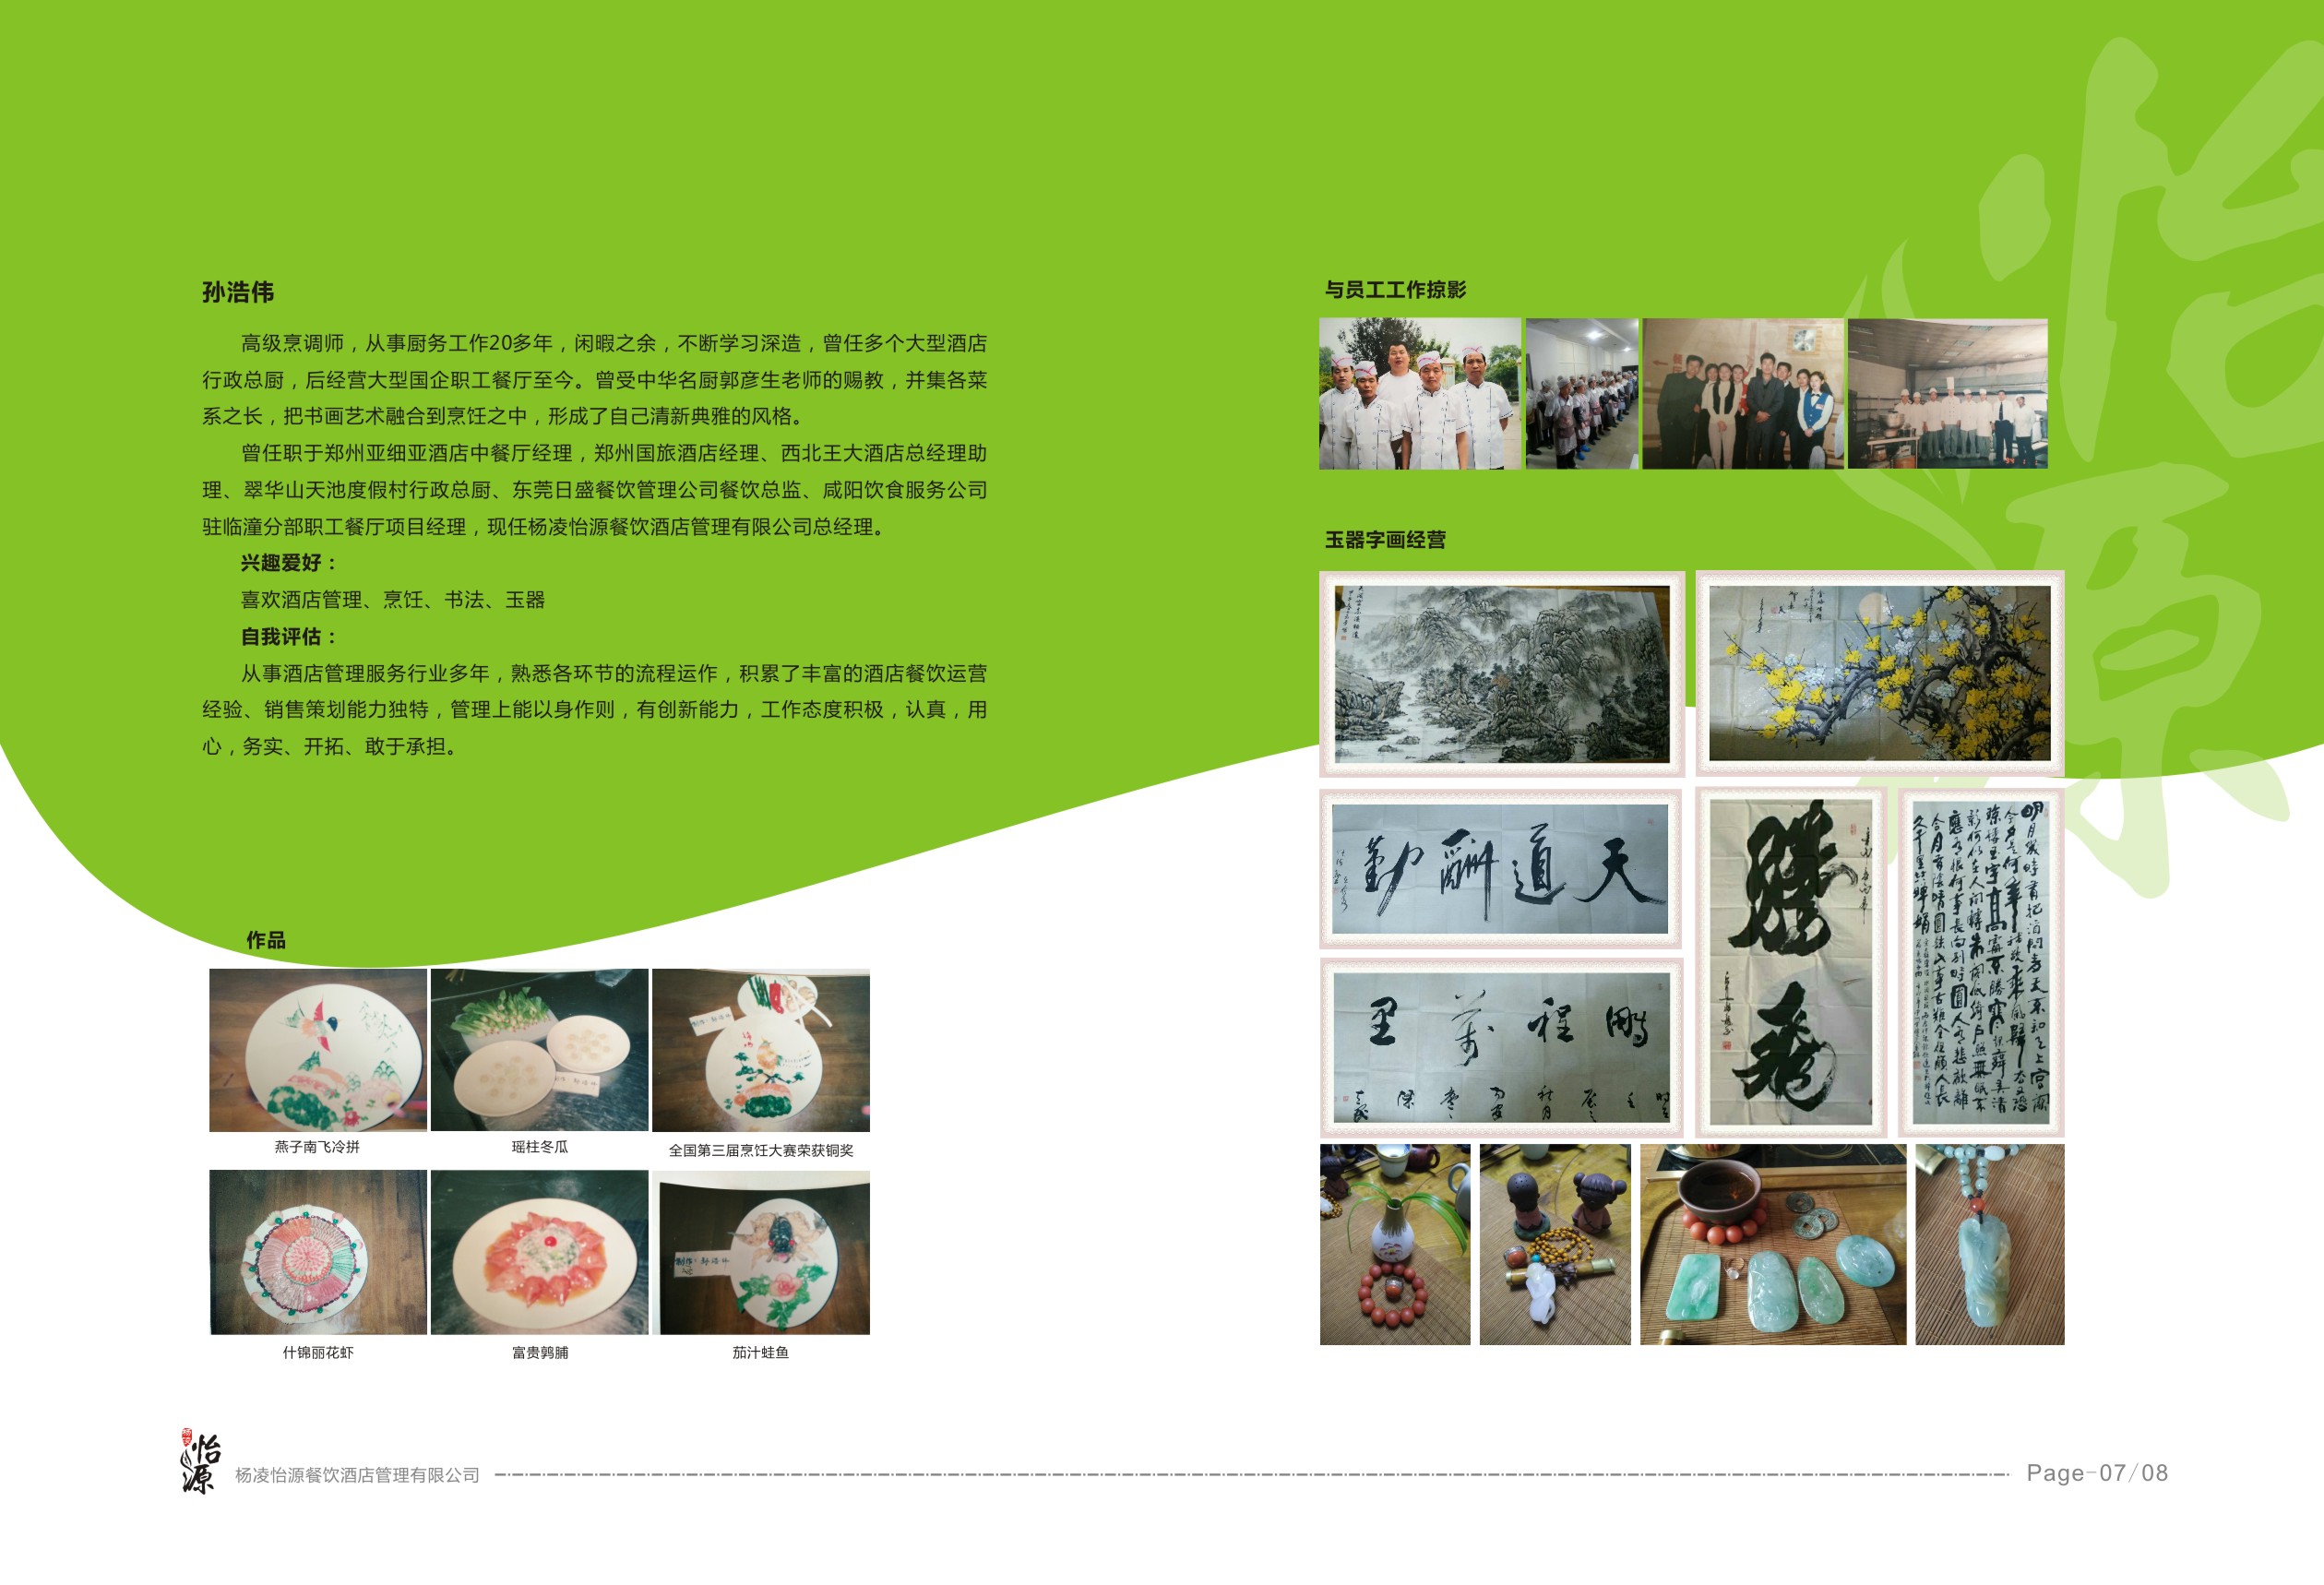 孙浩伟
高级烹调师，从事厨务工作20多年，闲暇之余，不断学习深造，曾任多个大型酒店
行政总厨，后经营大型国企职工餐厅至今。曾受中华名厨郭彦生老师的赐教，并集各菜
系之长，把书画艺术融合到烹饪之中，形成了自己清新典雅的风格。
曾任职于郑州亚细亚酒店中餐厅经理，郑州国旅酒店经理、西北王大酒店总经理助
理、翠华山天池度假村行政总厨、东莞日盛餐饮管理公司餐饮总监、咸阳饮食服务公司
驻临潼分部职工餐厅项目经理，现任杨凌怡源餐饮酒店管理有限公司总经理。
兴趣爱好：
喜欢酒店管理、烹饪、书法、玉器
自我评估：
从事酒店管理服务行业多年，熟悉各环节的流程运作，积累了丰富的酒店餐饮运营
经验、销售策划能力独特，管理上能以身作则，有创新能力，工作态度积极，认真，用
心，务实、开拓、敢于承担。
作品
燕子南飞冷拼
瑶柱冬瓜
全国第三届烹饪大赛荣获铜奖
什锦丽花虾
富贵鹑脯
茄汁蛙鱼
与员工工作掠影
玉器字画经营
天道酬勤
鹏程萬里
腾飛
怡源
怡源
杨凌怡源餐饮酒店管理有限公司
Page-07/08